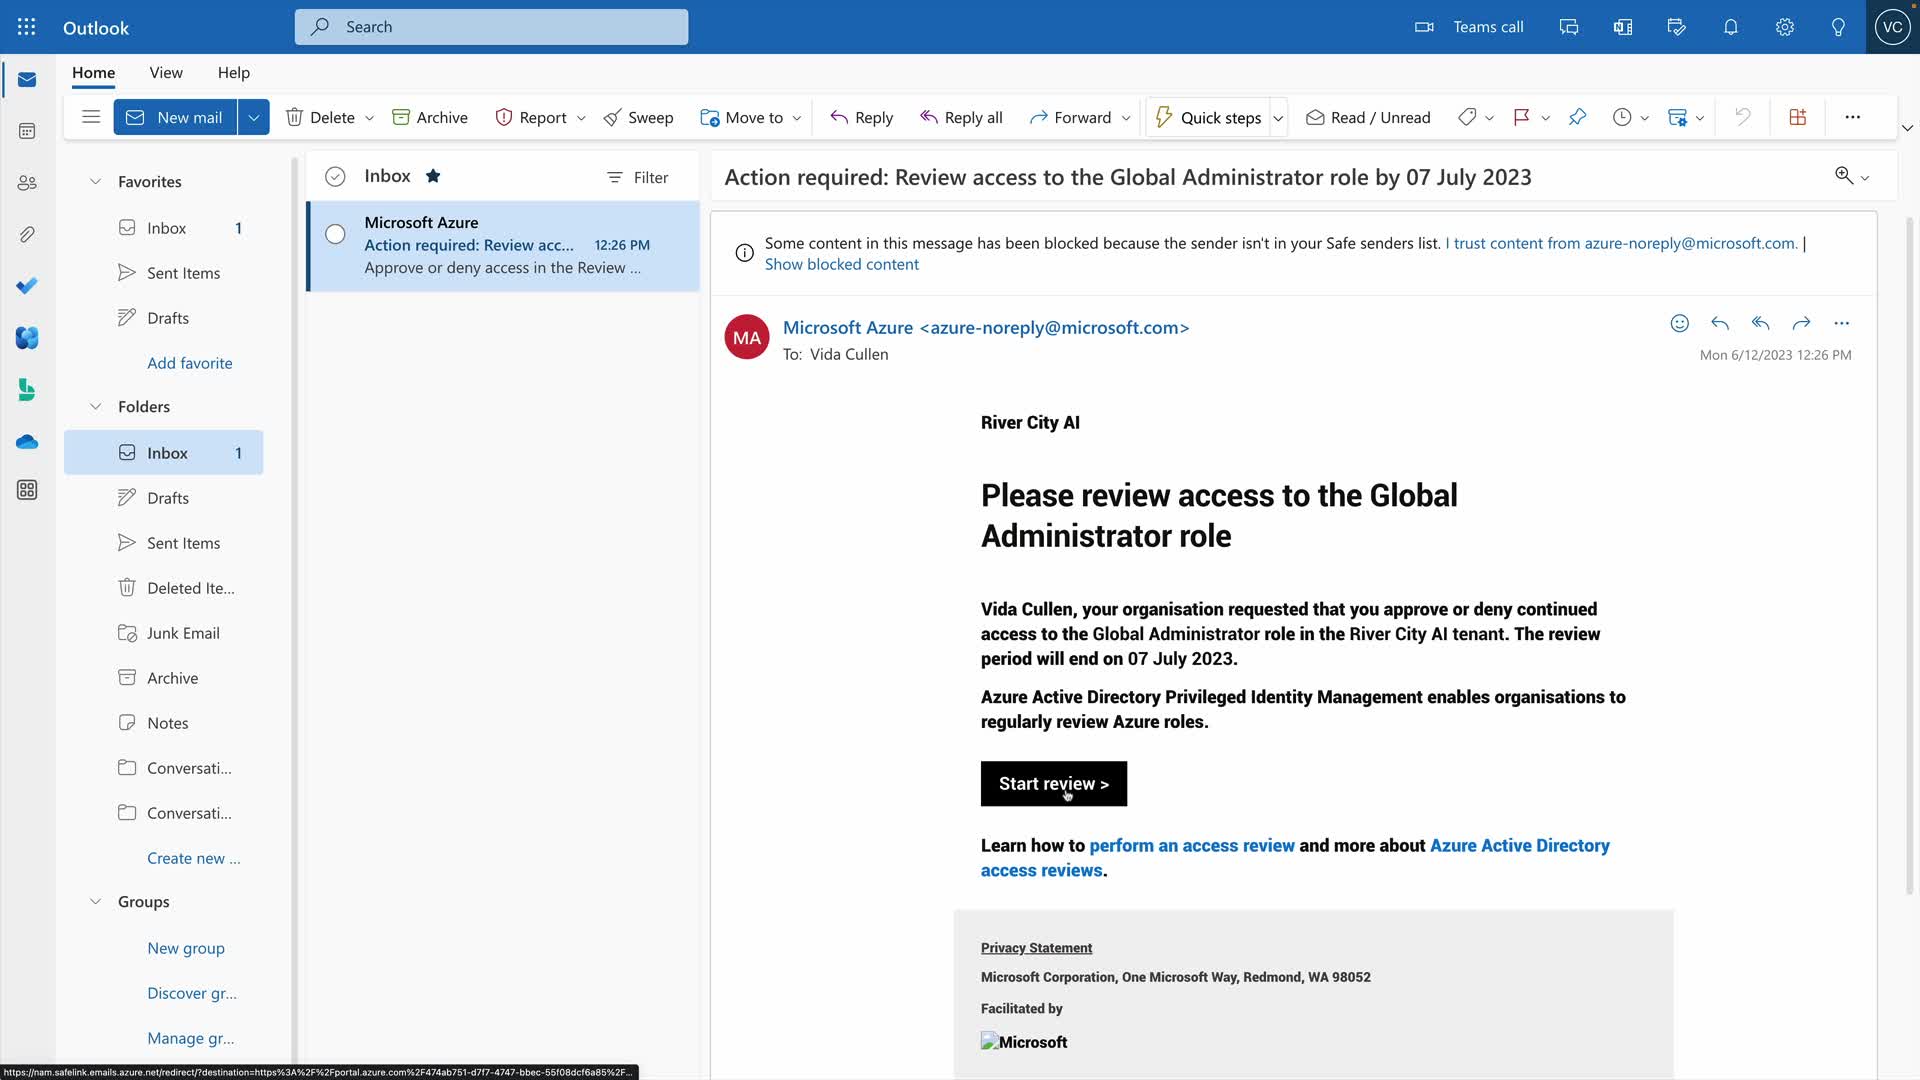 Outlook
Search
Teams call
VC
Home
View
Help
New mail
Delete
Archive
Report
Sweep
Move to
Reply
Reply all
Forward
Quick steps
Read / Unread
Favorites
Inbox 1
Sent Items
Drafts
Add favorite
Folders
Inbox 1
Drafts
Sent Items
Deleted Ite...
Junk Email
Archive
Notes
Conversati...
Conversati...
Create new ...
Groups
New group
Discover gr...
Manage gr...
Inbox
Filter
Microsoft Azure
Action required: Review acc... 12:26 PM
Approve or deny access in the Review ...
Action required: Review access to the Global Administrator role by 07 July 2023
Some content in this message has been blocked because the sender isn't in your Safe senders list. I trust content from azure-noreply@microsoft.com. |
Show blocked content
MA
Microsoft Azure <azure-noreply@microsoft.com>
To: Vida Cullen
Mon 6/12/2023 12:26 PM
River City AI
Please review access to the Global
Administrator role
Vida Cullen, your organisation requested that you approve or deny continued
access to the Global Administrator role in the River City AI tenant. The review
period will end on 07 July 2023.
Azure Active Directory Privileged Identity Management enables organisations to
regularly review Azure roles.
Start review >
Learn how to perform an access review and more about Azure Active Directory
access reviews.
Privacy Statement
Microsoft Corporation, One Microsoft Way, Redmond, WA 98052
Facilitated by
Microsoft
https://nam.safelink.emails.azure.net/redirect/?destination=https%3A%2F%2Fportal.azure.com%2F474ab751-d7f7-4747-bbec-55f08dcf6a85%2F...